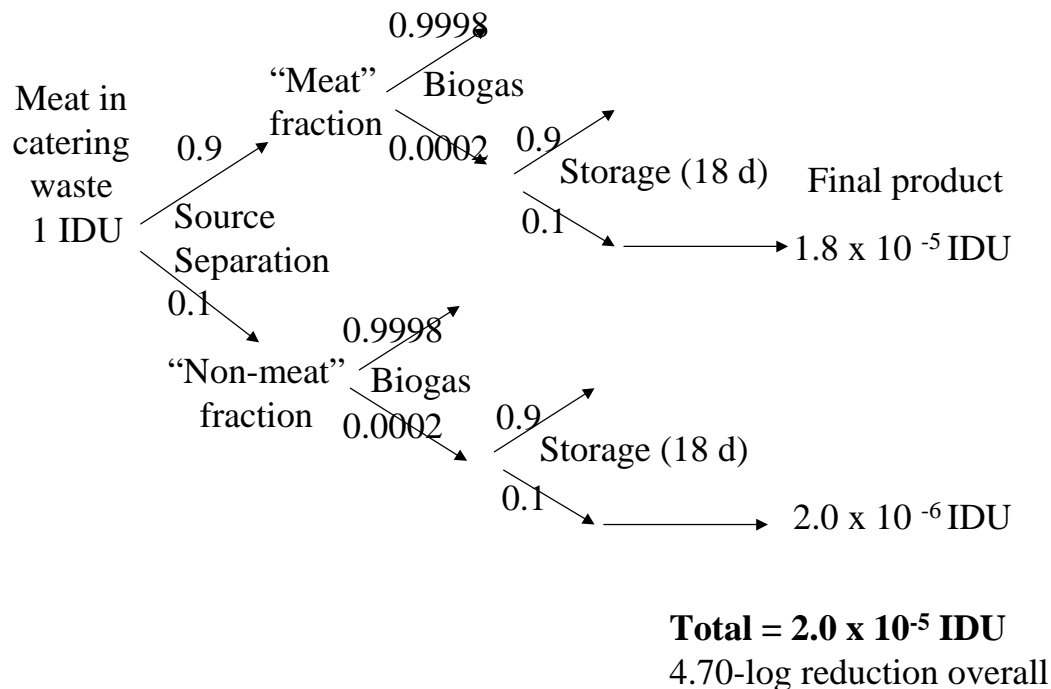 0.9998
“Meat”
fraction
Biogas
Meat in
catering
waste
1 IDU
0.9
0.0002
0.9
Storage (18 d)
0.1
Final product
1.8 x 10 -5 IDU
Source
Separation
0.1
0.9998
“Non-meat”
fraction
Biogas
0.0002
0.9
Storage (18 d)
0.1
2.0 x 10 -6 IDU
Total = 2.0 x 10-5 IDU
4.70-log reduction overall